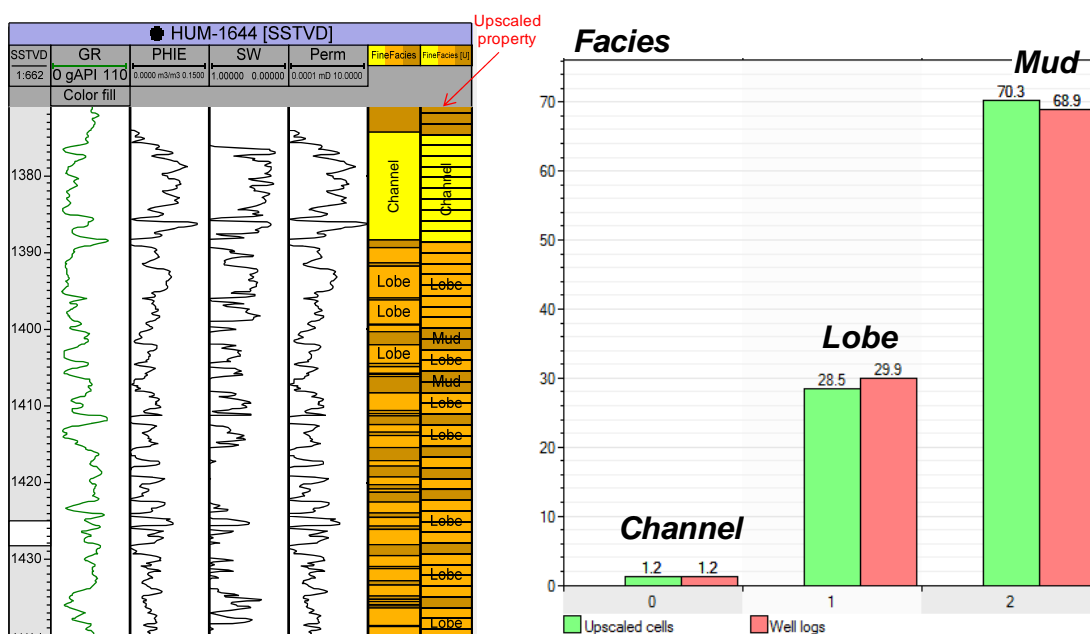 Upscaled
property
HUM-1644 [SSTVD]
SSTVD GR PHIE SW Perm FineFacies FineFacies [U]
1:662 0 gAPI 110 0.0000 m3/m3 0.1500 1.00000 0.00000 0.0001 mD 10.0000
Color fill
1380
Channel Channel
1390
Lobe Lobe
Lobe
1400
Mud
Lobe Lobe
Mud
1410 Lobe
Lobe
1420
Lobe
1430
Lobe
Lobe
Facies
Mud
70.3 68.9
70
60
50
40
Lobe
28.5 29.9
30
20
10
Channel
1.2 1.2
0
0 1 2
Upscaled cells Well logs